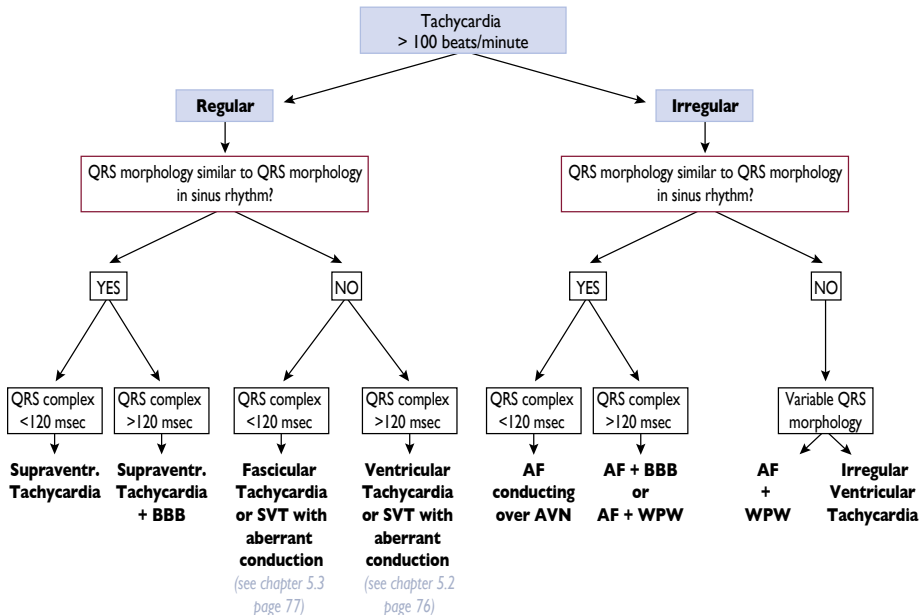 Tachycardia
> 100 beats/minute
Regular
Irregular
QRS morphology similar to QRS morphology
in sinus rhythm?
QRS morphology similar to QRS morphology
in sinus rhythm?
YES
NO
YES
NO
QRS complex
<120 msec
QRS complex
>120 msec
QRS complex
<120 msec
QRS complex
>120 msec
QRS complex
<120 msec
QRS complex
>120 msec
Variable QRS
morphology
Supraventr.
Tachycardia
Supraventr.
Tachycardia
+ BBB
Fascicular
Tachycardia
or SVT with
aberrant
conduction
(see chapter 5.3
page 77)
Ventricular
Tachycardia
or SVT with
aberrant
conduction
(see chapter 5.2
page 76)
AF
conducting
over AVN
AF + BBB
or
AF + WPW
AF
+
WPW
Irregular
Ventricular
Tachycardia